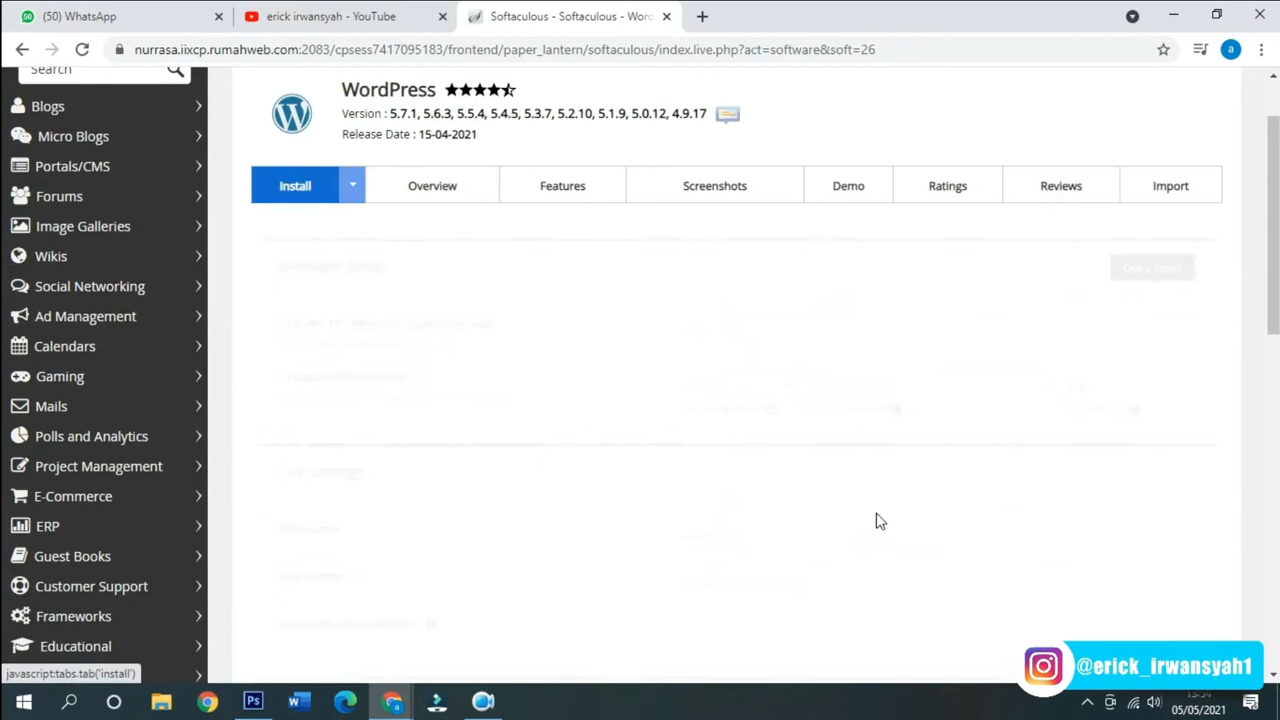 (50) WhatsApp
erick irwansyah - YouTube
Softaculous - Softaculous - Word
nurrasa.iixcp.rumahweb.com:2083/cpsess7417095183/frontend/paper_lantern/softaculous/index.live.php?act=software&soft=26
a
Search
Blogs
Micro Blogs
Portals/CMS
Forums
Image Galleries
Wikis
Social Networking
Ad Management
Calendars
Gaming
Mails
Polls and Analytics
Project Management
E-Commerce
ERP
Guest Books
Customer Support
Frameworks
Educational
javascript:tabs.tab('install')
WordPress
Version : 5.7.1, 5.6.3, 5.5.4, 5.4.5, 5.3.7, 5.2.10, 5.1.9, 5.0.12, 4.9.17
Release Date : 15-04-2021
Install
Overview
Features
Screenshots
Demo
Ratings
Reviews
Import
Quick Install
@erick_irwansyah1
05/05/2021